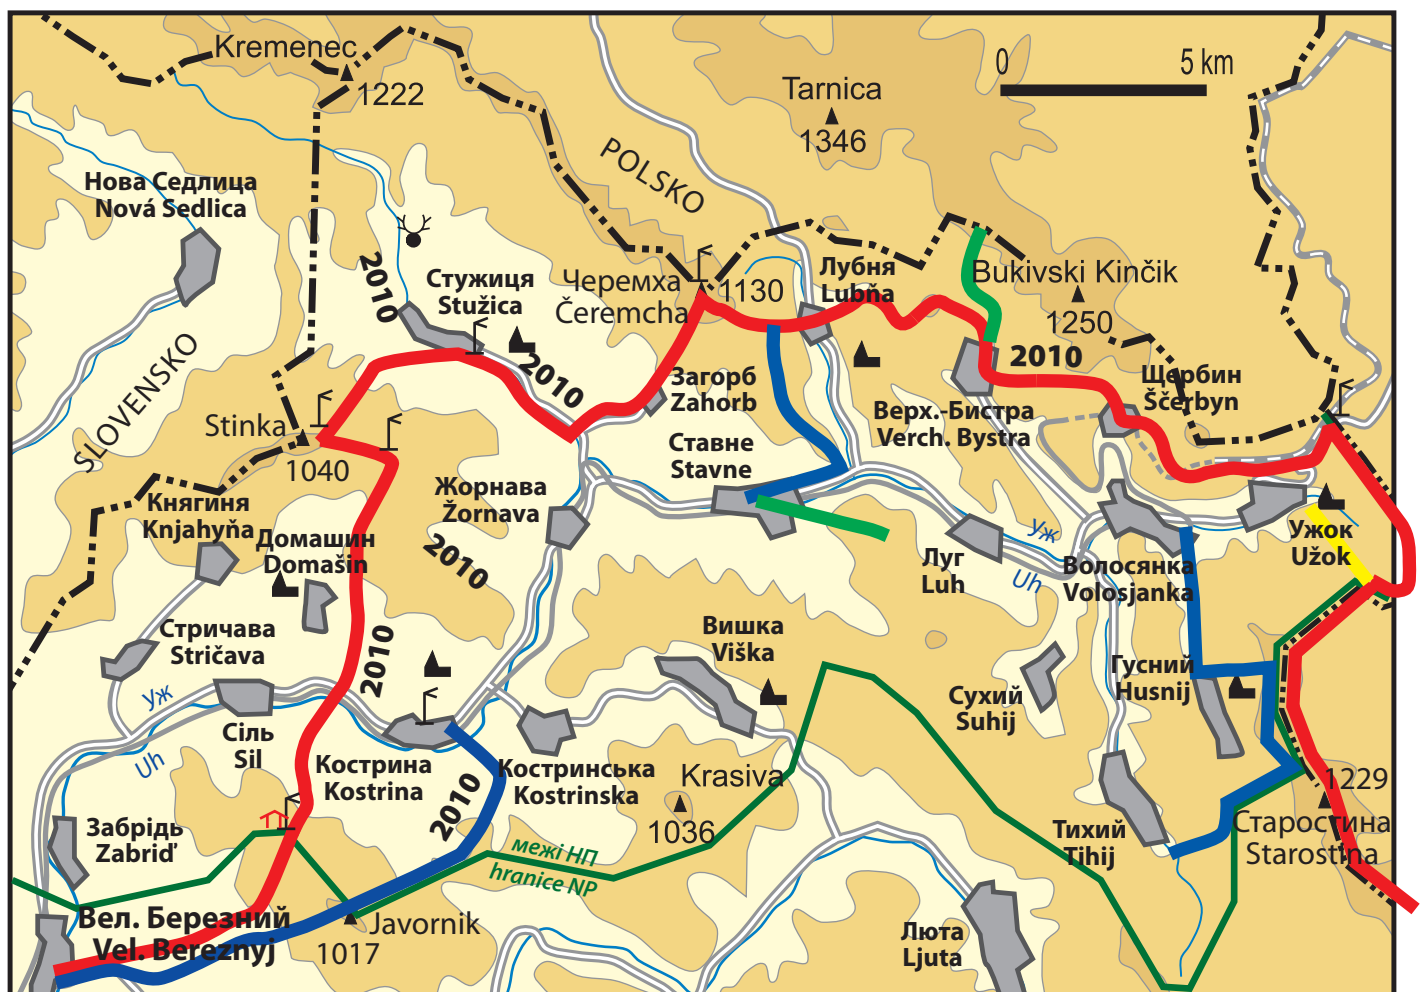 Kremenec
1222
0
5 km
Tarnica
1346
POLSKO
Нова Седлица
Nová Sedlica
2010
Стужиця
Stužica
Черемха
Čeremcha
1130
Лубня
Lubňa
Bukivski Kinčik
1250
2010
2010
SLOVENSKO
Stinka
1040
Загорб
Zahorb
Щербин
Ščerbyn
Верх.-Бистра
Verch. Bystra
Ставне
Stavne
Жорнава
Žornava
Княгиня
Knjahyňa
Домашин
Domašin
2010
Уж
Uh
Луг
Luh
Волосянка
Volosjanka
Ужок
Užok
Стричава
Stričava
2010
Вишка
Viška
Гусний
Husnij
Сухий
Suhij
Уж
Uh
Сіль
Sil
Кострина
Kostrina
2010
Костринська
Kostrinska
Krasiva
1036
1229
Старостина
Starostina
Тихий
Tihij
Забрідь
Zabriď
межі НП
hranice NP
Вел. Березний
Vel. Bereznyj
Javornik
1017
Люта
Ljuta